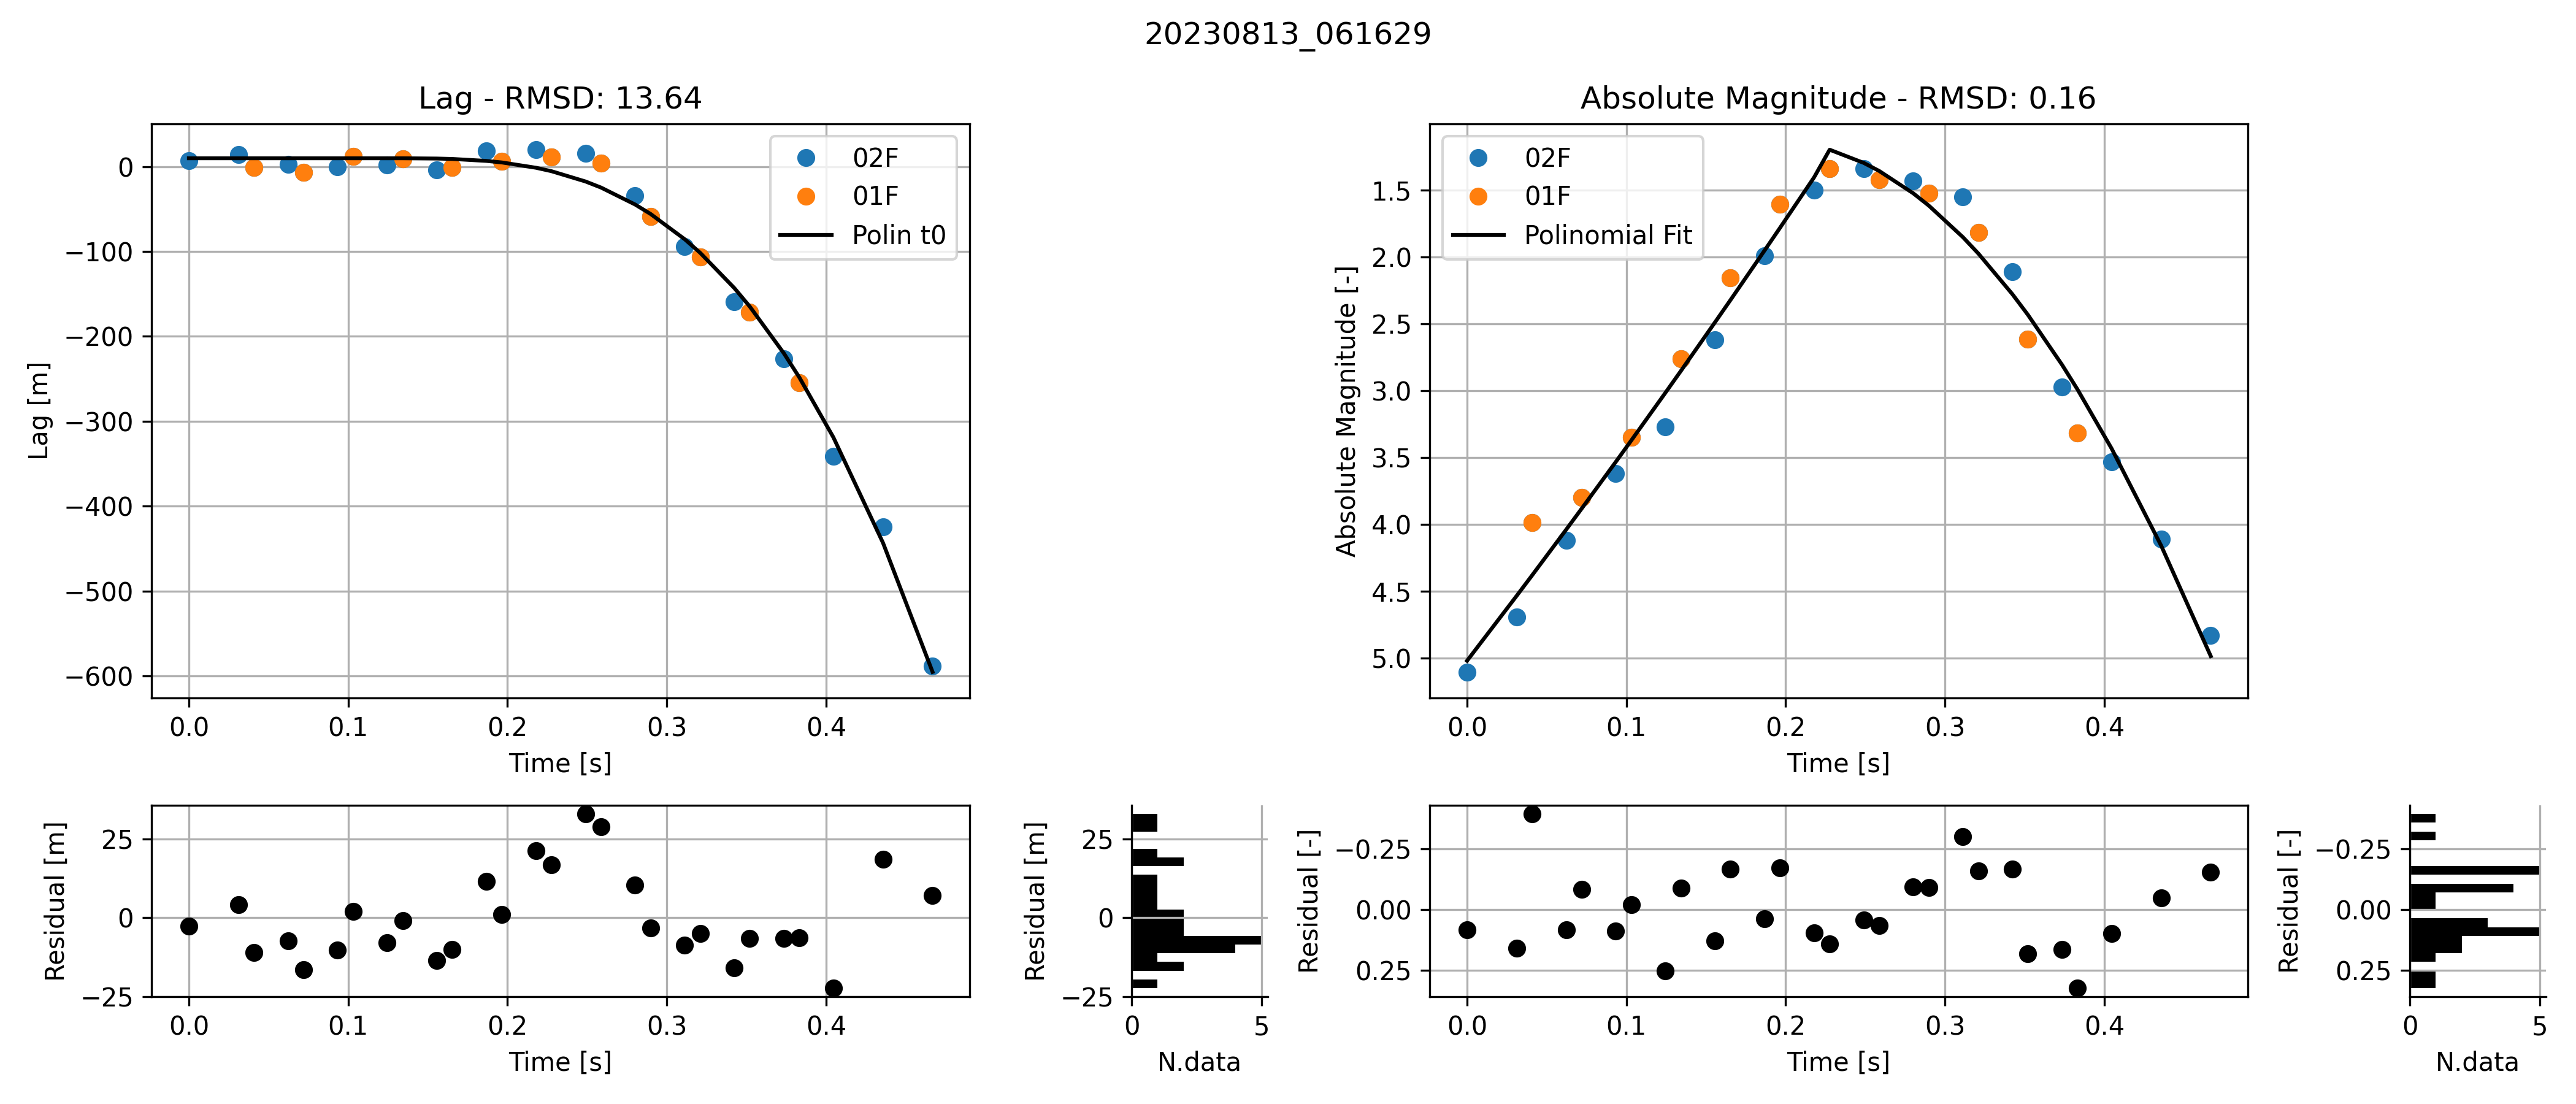 20230813_061629
Lag - RMSD: 13.64
02F
01F
Polin t0
0
−100
−200
−300
−400
−500
−600
Lag [m]
0.0 0.1 0.2 0.3 0.4
Time [s]
Absolute Magnitude - RMSD: 0.16
02F
01F
Polinomial Fit
1.5
2.0
2.5
3.0
3.5
4.0
4.5
5.0
Absolute Magnitude [-]
0.0 0.1 0.2 0.3 0.4
Time [s]
25
0
−25
Residual [m]
0.0 0.1 0.2 0.3 0.4
Time [s]
25
0
−25
Residual [m]
0 5
N.data
−0.25
0.00
0.25
Residual [-]
0.0 0.1 0.2 0.3 0.4
Time [s]
−0.25
0.00
0.25
Residual [-]
0 5
N.data